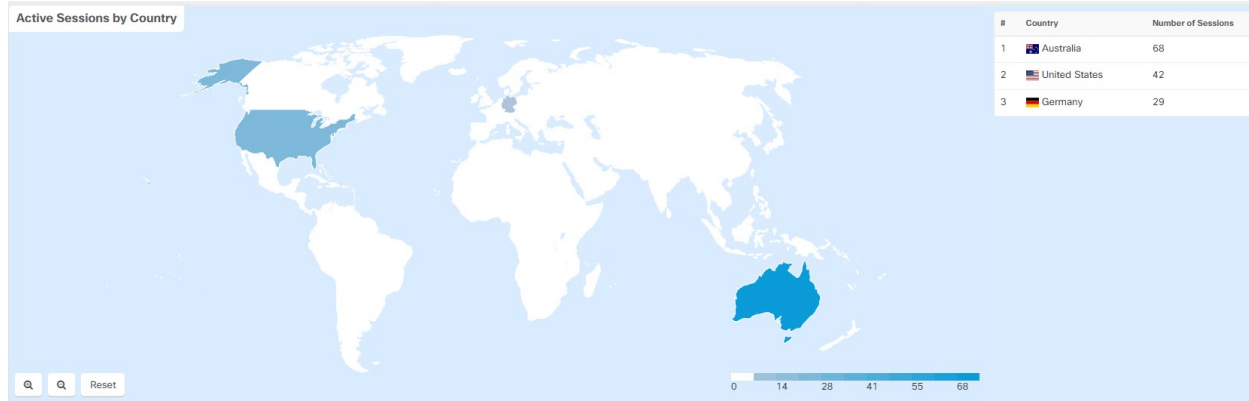 Active Sessions by Country
# Country Number of Sessions
1 Australia 68
2 United States 42
3 Germany 29
Reset
0 14 28 41 55 68